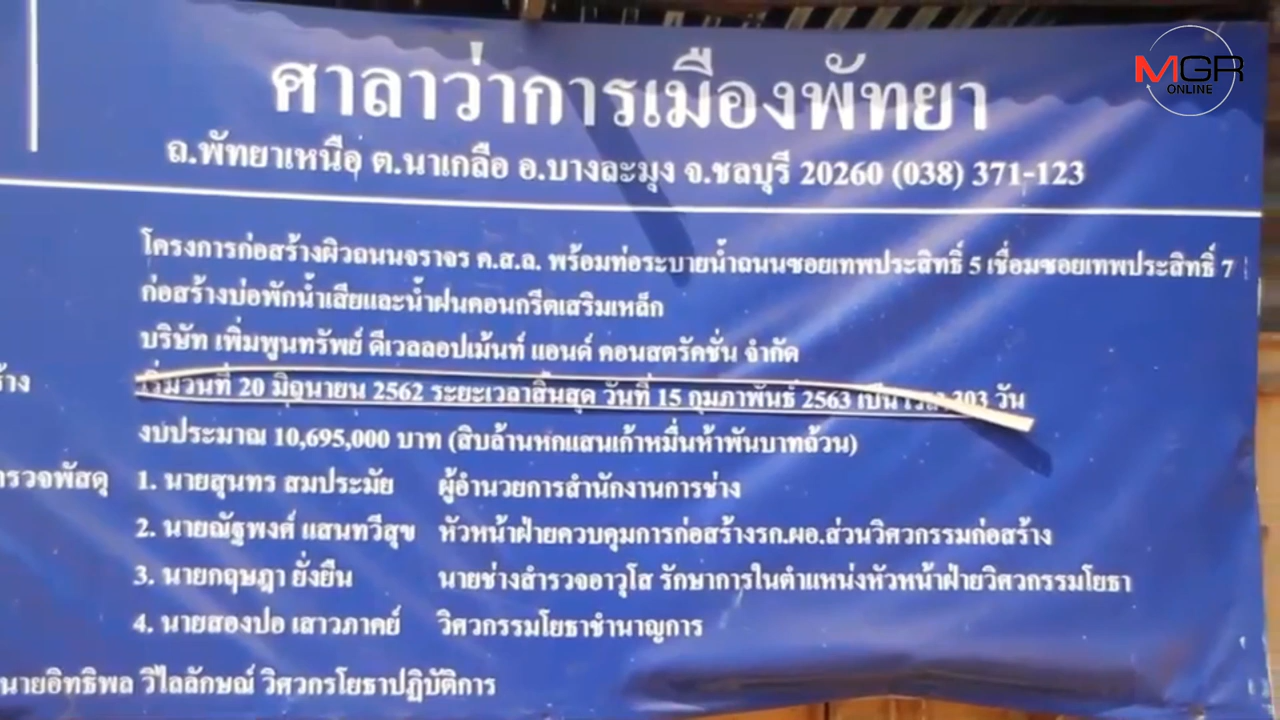 MGR
ONLINE
ศาลาว่าการเมืองพัทยา
ถ.พัทยาเหนือ ต.นาเกลือ อ.บางละมุง จ.ชลบุรี 20260 (038) 371-123
โครงการก่อสร้างผิวถนนจราจร ค.ส.ล. พร้อมท่อระบายน้ำถนนซอยเทพประสิทธิ์ 5 เชื่อมซอยเทพประสิทธิ์ 7
ก่อสร้างบ่อพักน้ำเสียและน้ำฝนคอนกรีตเสริมเหล็ก
บริษัท เพิ่มพูนทรัพย์ ดีเวลลอปเม้นท์ แอนด์ คอนสตรัคชั่น จำกัด
20 มิถุนายน 2562 ระยะเวลาสิ้นสุด วันที่ 15 กุมภาพันธ์ 2563 วัน
งบประมาณ 10,695,000 บาท (สิบล้านหกแสนเก้าหมื่นห้าพันบาทถ้วน)
1. นายสุนทร สมประมัย ผู้อำนวยการสำนักงานการช่าง
2. นายณัฐพงศ์ แสนทวีสุข หัวหน้าฝ่ายควบคุมการก่อสร้างรก.ผอ.ส่วนวิศวกรรมก่อสร้าง
3. นายกฤษฎา ยั่งยืน นายช่างสำรวจอาวุโส รักษาการในตำแหน่งหัวหน้าฝ่ายวิศวกรรมโยธา
4. นายสองปอ เสาวภาคย์ วิศวกรรมโยธาชำนาญการ
นายอิทธิพล วิไลลักษณ์ วิศวกรโยธาปฏิบัติการ